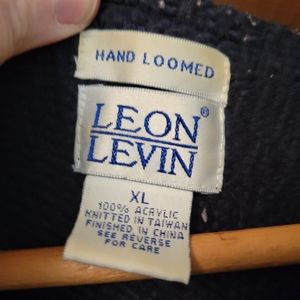 HAND LOOMED
LEON®
LEVIN
XL
100% ACRYLIC
KNITTED IN TAIWAN
FINISHED IN CHINA
SEE REVERSE
FOR CARE